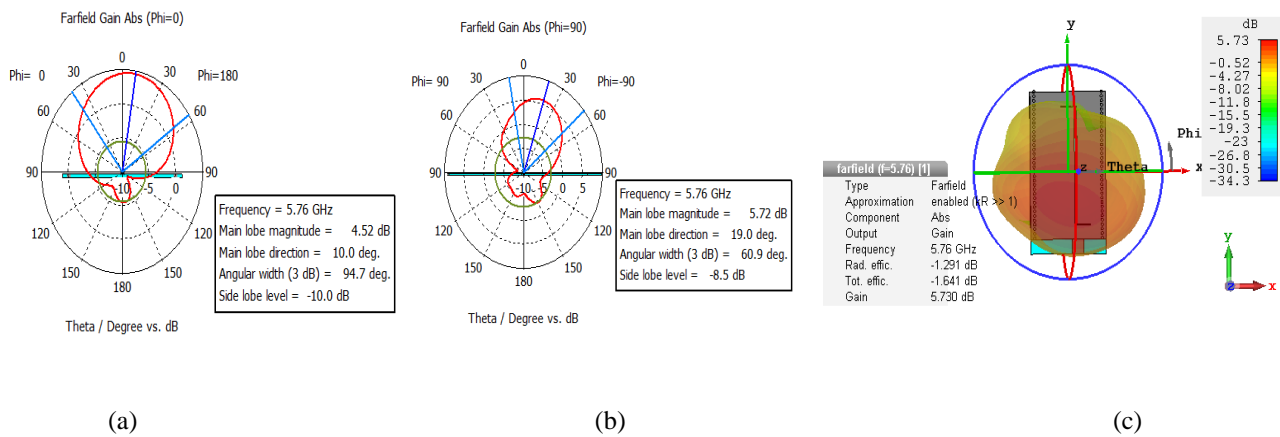 Farfield Gain Abs (Phi=0)
Phi= 0 30 0 30 Phi=180
60 60
90 90
-10 -5 0
120 120
150 150
180
Theta / Degree vs. dB
Frequency = 5.76 GHz
Main lobe magnitude = 4.52 dB
Main lobe direction = 10.0 deg.
Angular width (3 dB) = 94.7 deg.
Side lobe level = -10.0 dB
(a)
Farfield Gain Abs (Phi=90)
Phi= 90 30 0 30 Phi=-90
60 60
90 90
-10 -5 0 5
120 120
150 150
180
Theta / Degree vs. dB
Frequency = 5.76 GHz
Main lobe magnitude = 5.72 dB
Main lobe direction = 19.0 deg.
Angular width (3 dB) = 60.9 deg.
Side lobe level = -8.5 dB
(b)
y
Phi
z Theta x
farfield (f=5.76) [1]
Type Farfield
Approximation enabled (kR >> 1)
Component Abs
Output Gain
Frequency 5.76 GHz
Rad. effic. -1.291 dB
Tot. effic. -1.641 dB
Gain 5.730 dB
dB
5.73
-0.52
-4.27
-8.02
-11.8
-15.5
-19.3
-23
-26.8
-30.5
-34.3
y
z x
(c)